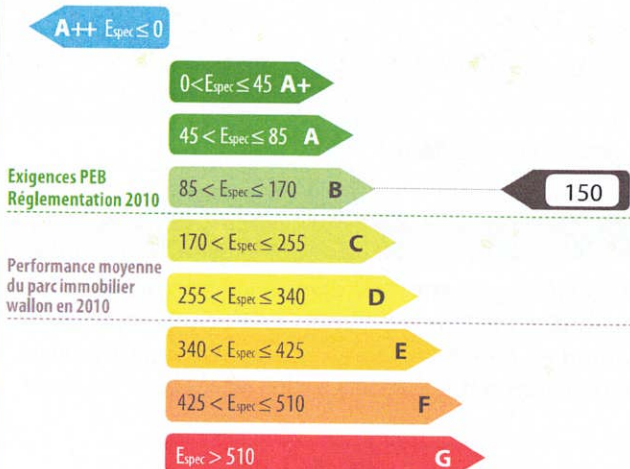 A++ Espec ≤ 0
0 < Espec ≤ 45 A+
45 < Espec ≤ 85 A
Exigences PEB
Réglementation 2010
85 < Espec ≤ 170 B
150
170 < Espec ≤ 255 C
Performance moyenne
du parc immobilier
wallon en 2010
255 < Espec ≤ 340 D
340 < Espec ≤ 425 E
425 < Espec ≤ 510 F
Espec > 510 G